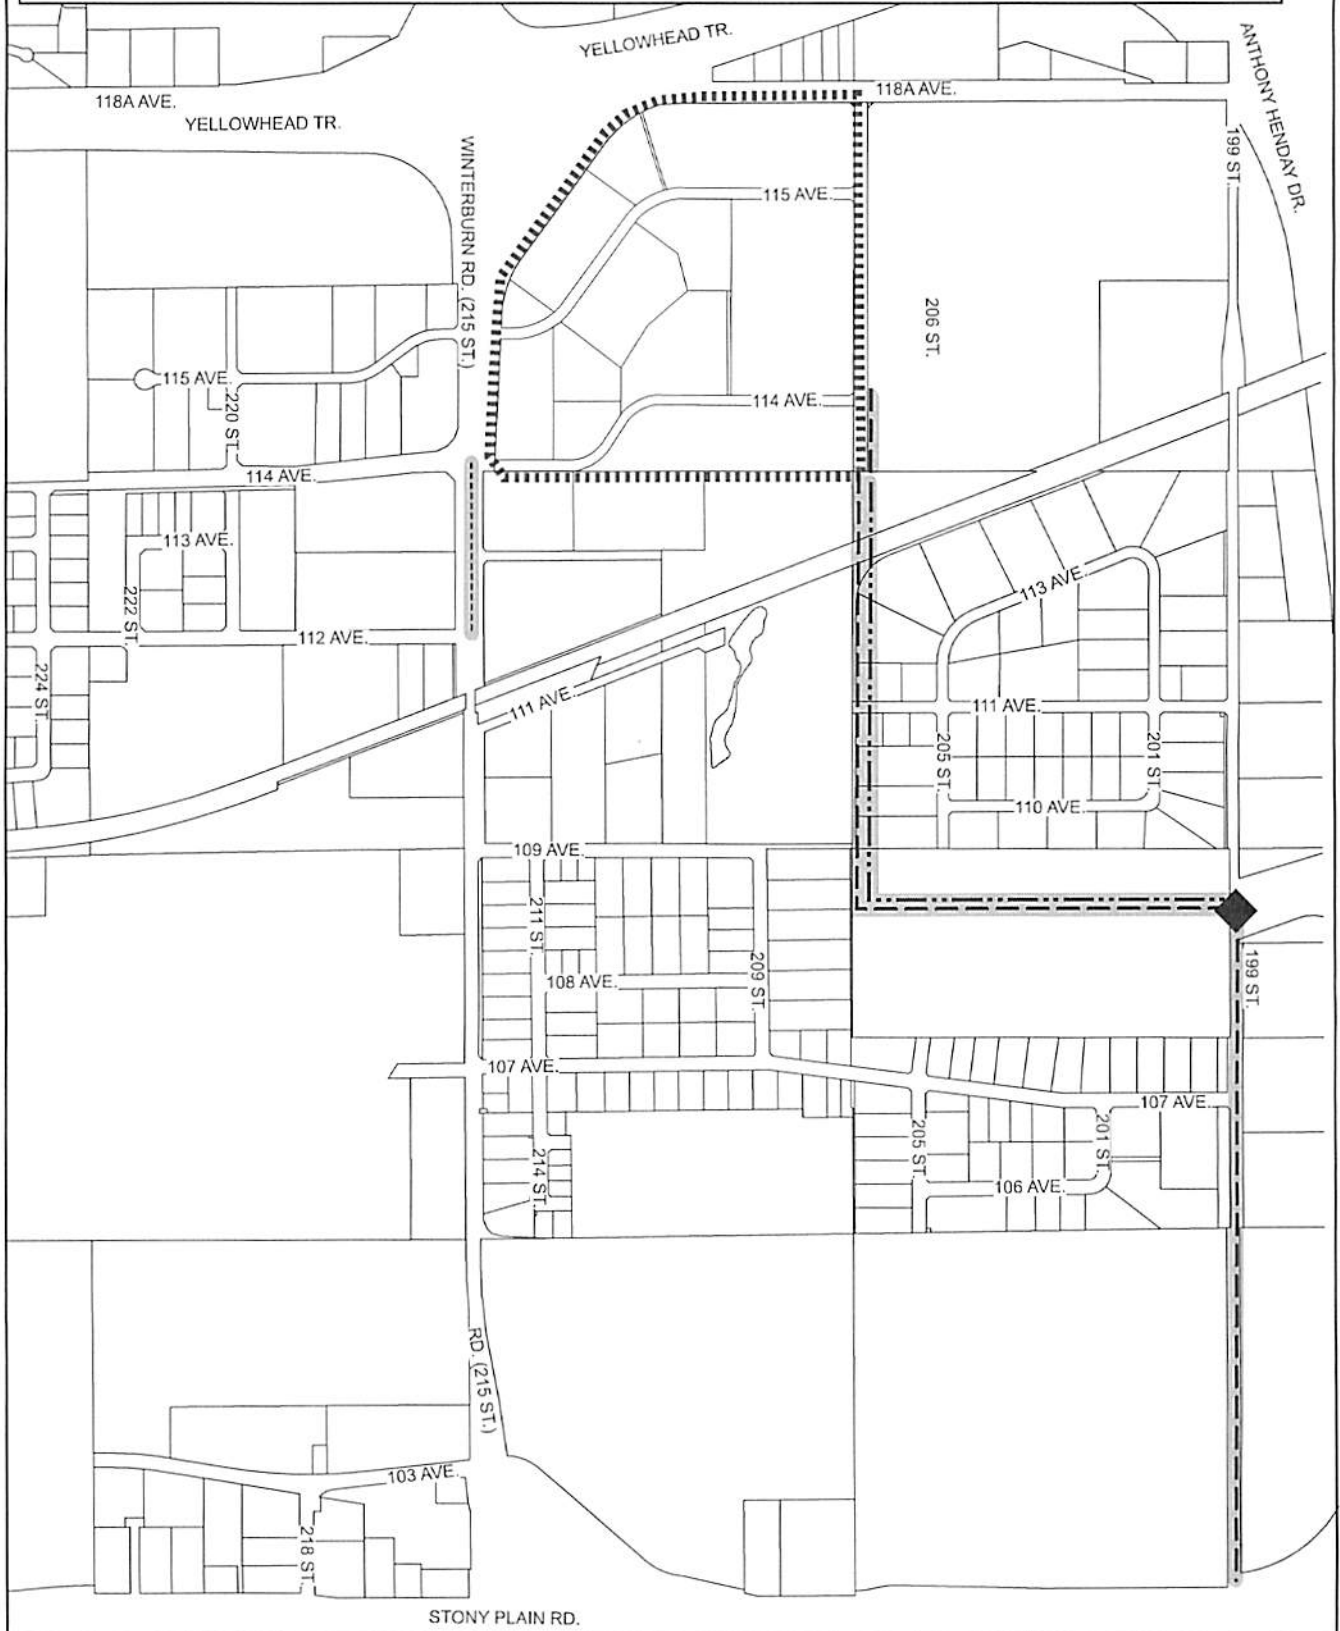 YELLOWHEAD TR.
ANTHONY HENDAY DR.
118A AVE.
118A AVE.
YELLOWHEAD TR.
WINTERBURN RD. (215 ST.)
199 ST.
115 AVE.
206 ST.
115 AVE.
220 ST.
114 AVE.
114 AVE.
113 AVE.
222 ST.
113 AVE.
112 AVE.
224 ST.
111 AVE.
111 AVE.
205 ST.
201 ST.
110 AVE.
109 AVE.
211 ST.
108 AVE.
209 ST.
199 ST.
107 AVE.
107 AVE.
205 ST.
201 ST.
214 ST.
106 AVE.
RD. (215 ST.)
103 AVE.
218 ST.
STONY PLAIN RD.